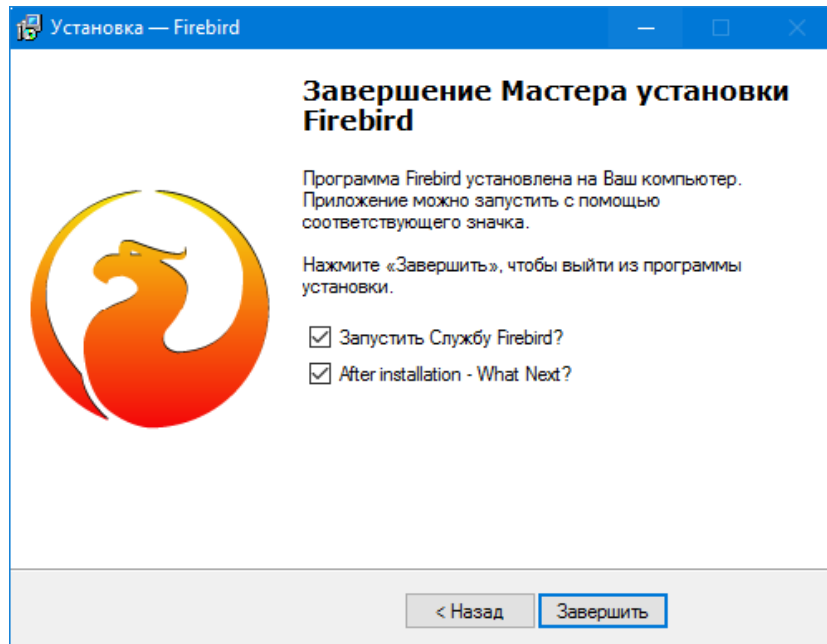 Установка — Firebird
Завершение Мастера установки
Firebird
Программа Firebird установлена на Ваш компьютер.
Приложение можно запустить с помощью
соответствующего значка.
Нажмите «Завершить», чтобы выйти из программы
установки.
Запустить Службу Firebird?
After installation - What Next?
< Назад
Завершить